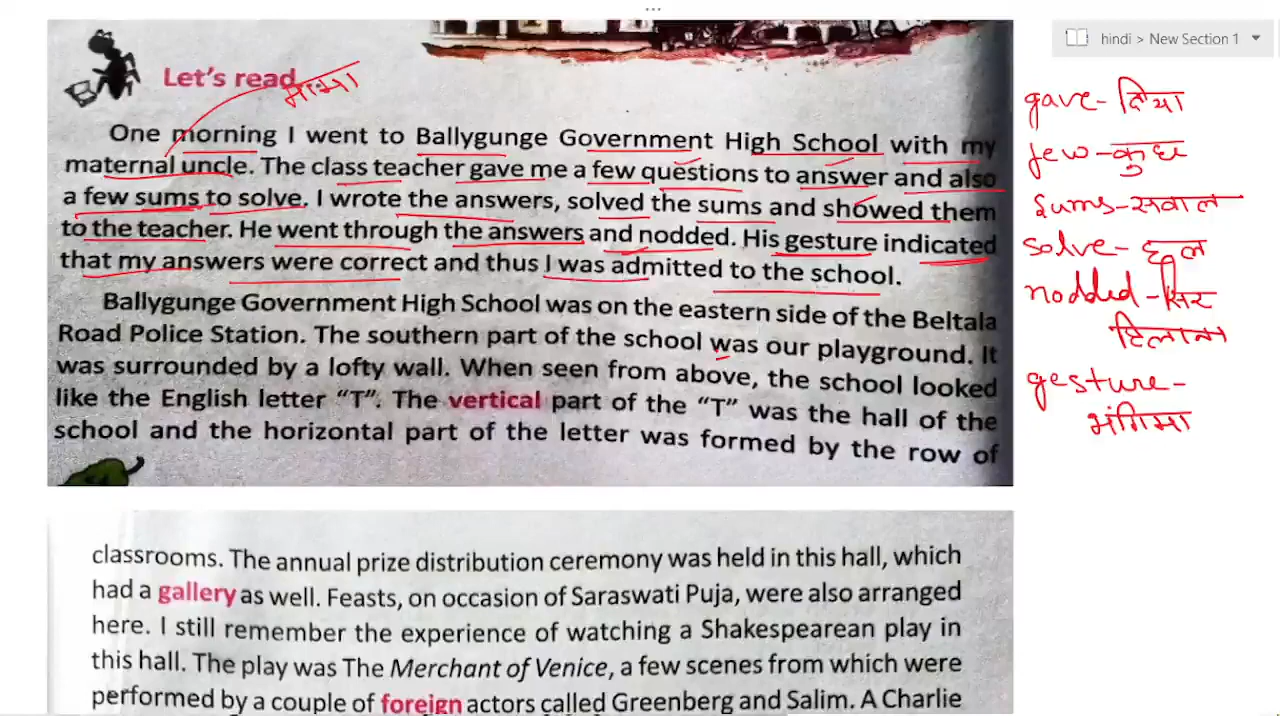 ...
hindi > New Section 1
Let's read...
मामा
One morning I went to Ballygunge Government High School with my
maternal uncle. The class teacher gave me a few questions to answer and also
a few sums to solve. I wrote the answers, solved the sums and showed them
to the teacher. He went through the answers and nodded. His gesture indicated
that my answers were correct and thus I was admitted to the school.
Ballygunge Government High School was on the eastern side of the Beltala
Road Police Station. The southern part of the school was our playground. It
was surrounded by a lofty wall. When seen from above, the school looked
like the English letter “T”. The vertical part of the “T” was the hall of the
school and the horizontal part of the letter was formed by the row of
classrooms. The annual prize distribution ceremony was held in this hall, which
had a gallery as well. Feasts, on occasion of Saraswati Puja, were also arranged
here. I still remember the experience of watching a Shakespearean play in
this hall. The play was The Merchant of Venice, a few scenes from which were
performed by a couple of foreign actors called Greenberg and Salim. A Charlie
gave-दिया
few-कुछ
sums-सवाल
solve-हल
nodded-सिर
हिलाना
gesture-
भंगिमा